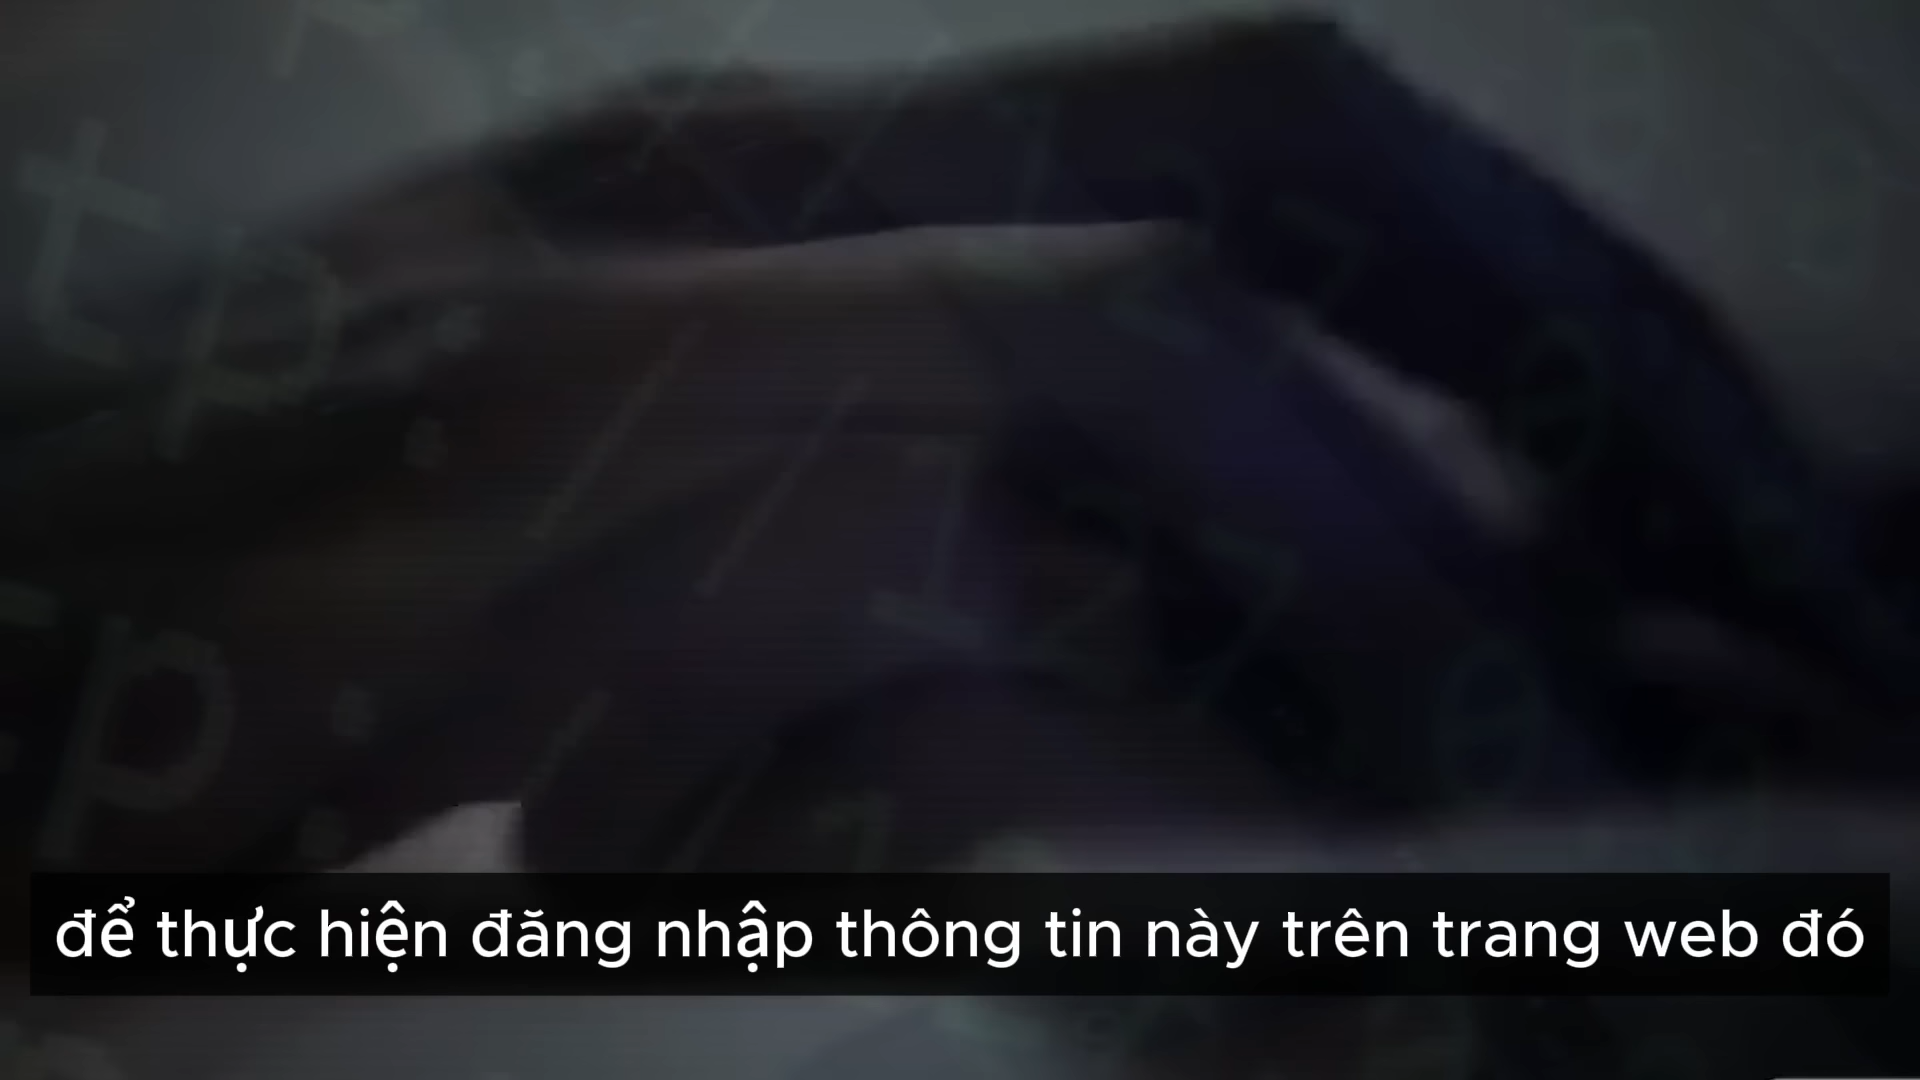 để thực hiện đăng nhập thông tin này trên trang web đó